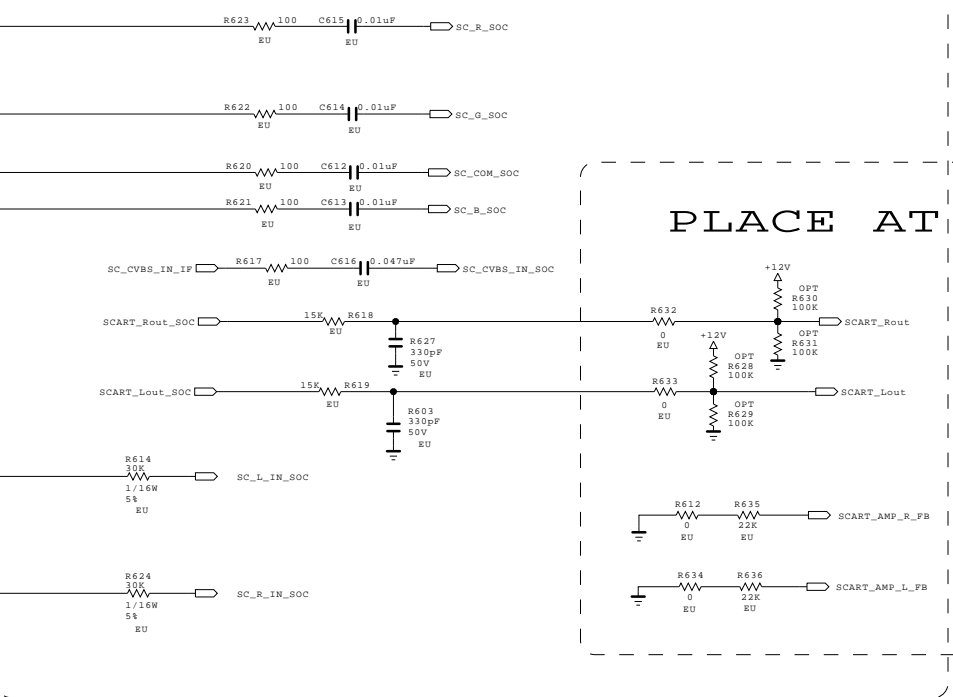 R623 100 C615 0.01uF SC_R_SOC
EU EU
R622 100 C614 0.01uF SC_G_SOC
EU EU
R620 100 C612 0.01uF SC_COM_SOC
EU EU
R621 100 C613 0.01uF SC_B_SOC
EU EU
PLACE AT
SC_CVBS_IN_IF R617 100 C616 0.047uF SC_CVBS_IN_SOC
EU EU
+12V
OPT
R630
100K
SCART_Rout_SOC 15K R618 R632 SCART_Rout
EU 0
EU
OPT
R631
100K
R627
330pF
50V
EU
+12V
OPT
R628
100K
SCART_Lout_SOC 15K R619 R633 SCART_Lout
EU 0
EU
OPT
R629
100K
R603
330pF
50V
EU
R614
30K SC_L_IN_SOC
1/16W
5%
EU
R612 R635 SCART_AMP_R_FB
0 22K
EU EU
R634 R636 SCART_AMP_L_FB
0 22K
EU EU
R624
30K SC_R_IN_SOC
1/16W
5%
EU